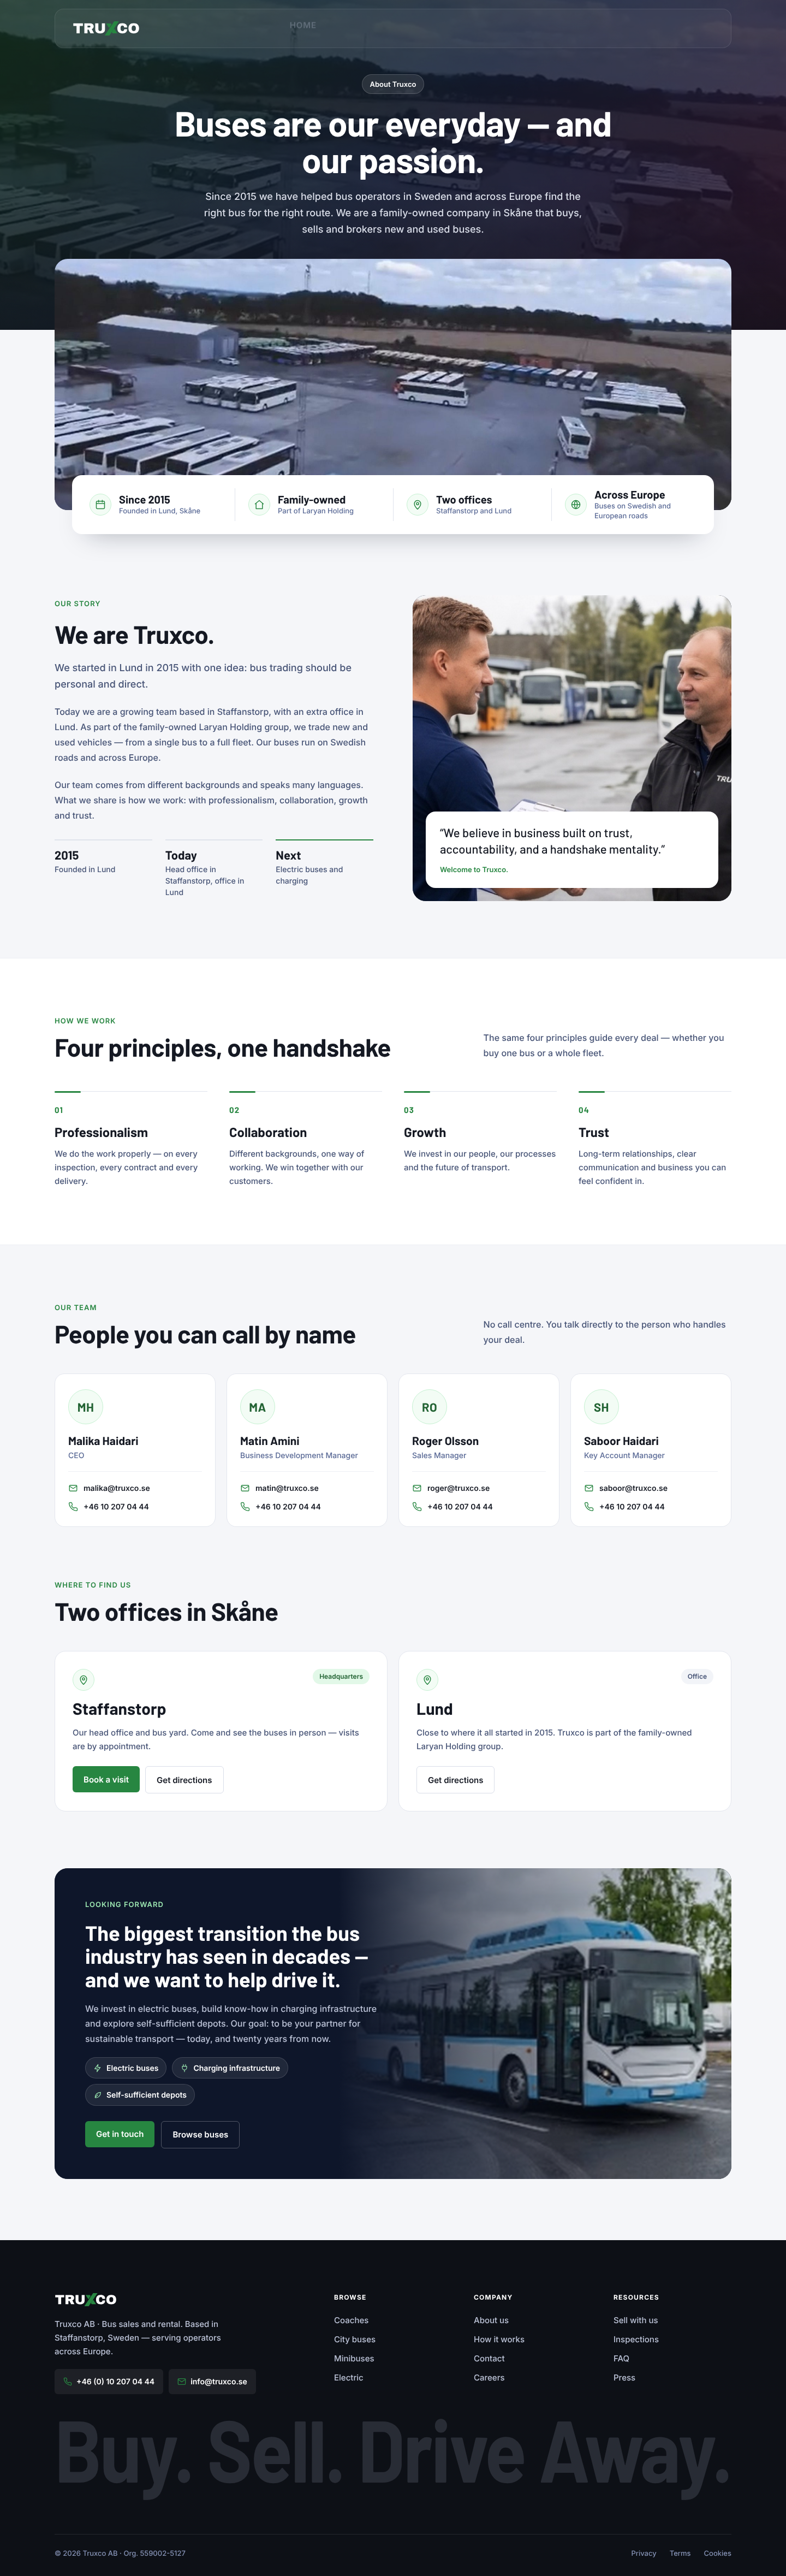 TRUXCO
HOME
About Truxco
Buses are our everyday — and
our passion.
Since 2015 we have helped bus operators in Sweden and across Europe find the
right bus for the right route. We are a family-owned company in Skåne that buys,
sells and brokers new and used buses.
Since 2015
Founded in Lund, Skåne
Family-owned
Part of Laryan Holding
Two offices
Staffanstorp and Lund
Across Europe
Buses on Swedish and
European roads
OUR STORY
We are Truxco.
We started in Lund in 2015 with one idea: bus trading should be
personal and direct.
Today we are a growing team based in Staffanstorp, with an extra office in
Lund. As part of the family-owned Laryan Holding group, we trade new and
used vehicles — from a single bus to a full fleet. Our buses run on Swedish
roads and across Europe.
Our team comes from different backgrounds and speaks many languages.
What we share is how we work: with professionalism, collaboration, growth
and trust.
2015
Founded in Lund
Today
Head office in
Staffanstorp, office in
Lund
Next
Electric buses and
charging
TRU
“We believe in business built on trust,
accountability, and a handshake mentality.”
Welcome to Truxco.
HOW WE WORK
Four principles, one handshake
The same four principles guide every deal — whether you
buy one bus or a whole fleet.
01
Professionalism
We do the work properly — on every
inspection, every contract and every
delivery.
02
Collaboration
Different backgrounds, one way of
working. We win together with our
customers.
03
Growth
We invest in our people, our processes
and the future of transport.
04
Trust
Long-term relationships, clear
communication and business you can
feel confident in.
OUR TEAM
People you can call by name
No call centre. You talk directly to the person who handles
your deal.
MH
Malika Haidari
CEO
malika@truxco.se
+46 10 207 04 44
MA
Matin Amini
Business Development Manager
matin@truxco.se
+46 10 207 04 44
RO
Roger Olsson
Sales Manager
roger@truxco.se
+46 10 207 04 44
SH
Saboor Haidari
Key Account Manager
saboor@truxco.se
+46 10 207 04 44
WHERE TO FIND US
Two offices in Skåne
Headquarters
Staffanstorp
Our head office and bus yard. Come and see the buses in person — visits
are by appointment.
Book a visit
Get directions
Office
Lund
Close to where it all started in 2015. Truxco is part of the family-owned
Laryan Holding group.
Get directions
LOOKING FORWARD
The biggest transition the bus
industry has seen in decades —
and we want to help drive it.
We invest in electric buses, build know-how in charging infrastructure
and explore self-sufficient depots. Our goal: to be your partner for
sustainable transport — today, and twenty years from now.
Electric buses
Charging infrastructure
Self-sufficient depots
Get in touch
Browse buses
TRUXCO
Truxco AB · Bus sales and rental. Based in
Staffanstorp, Sweden — serving operators
across Europe.
+46 (0) 10 207 04 44
info@truxco.se
BROWSE
Coaches
City buses
Minibuses
Electric
COMPANY
About us
How it works
Contact
Careers
RESOURCES
Sell with us
Inspections
FAQ
Press
Buy. Sell. Drive Away.
© 2026 Truxco AB · Org. 559002-5127
Privacy
Terms
Cookies